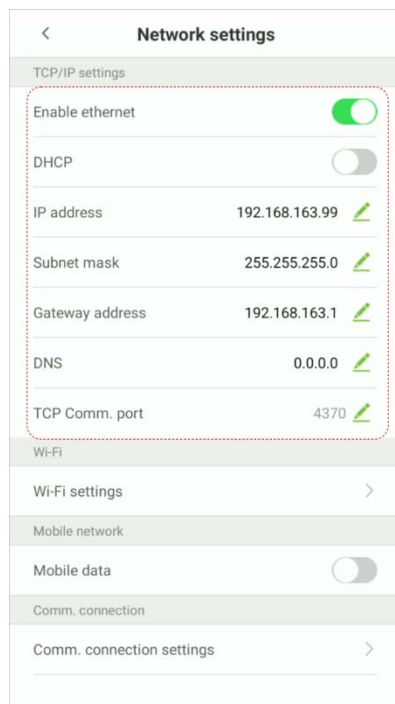 Network settings
TCP/IP settings
Enable ethernet
DHCP
IP address 192.168.163.99
Subnet mask 255.255.255.0
Gateway address 192.168.163.1
DNS 0.0.0.0
TCP Comm. port 4370
Wi-Fi
Wi-Fi settings
Mobile network
Mobile data
Comm. connection
Comm. connection settings